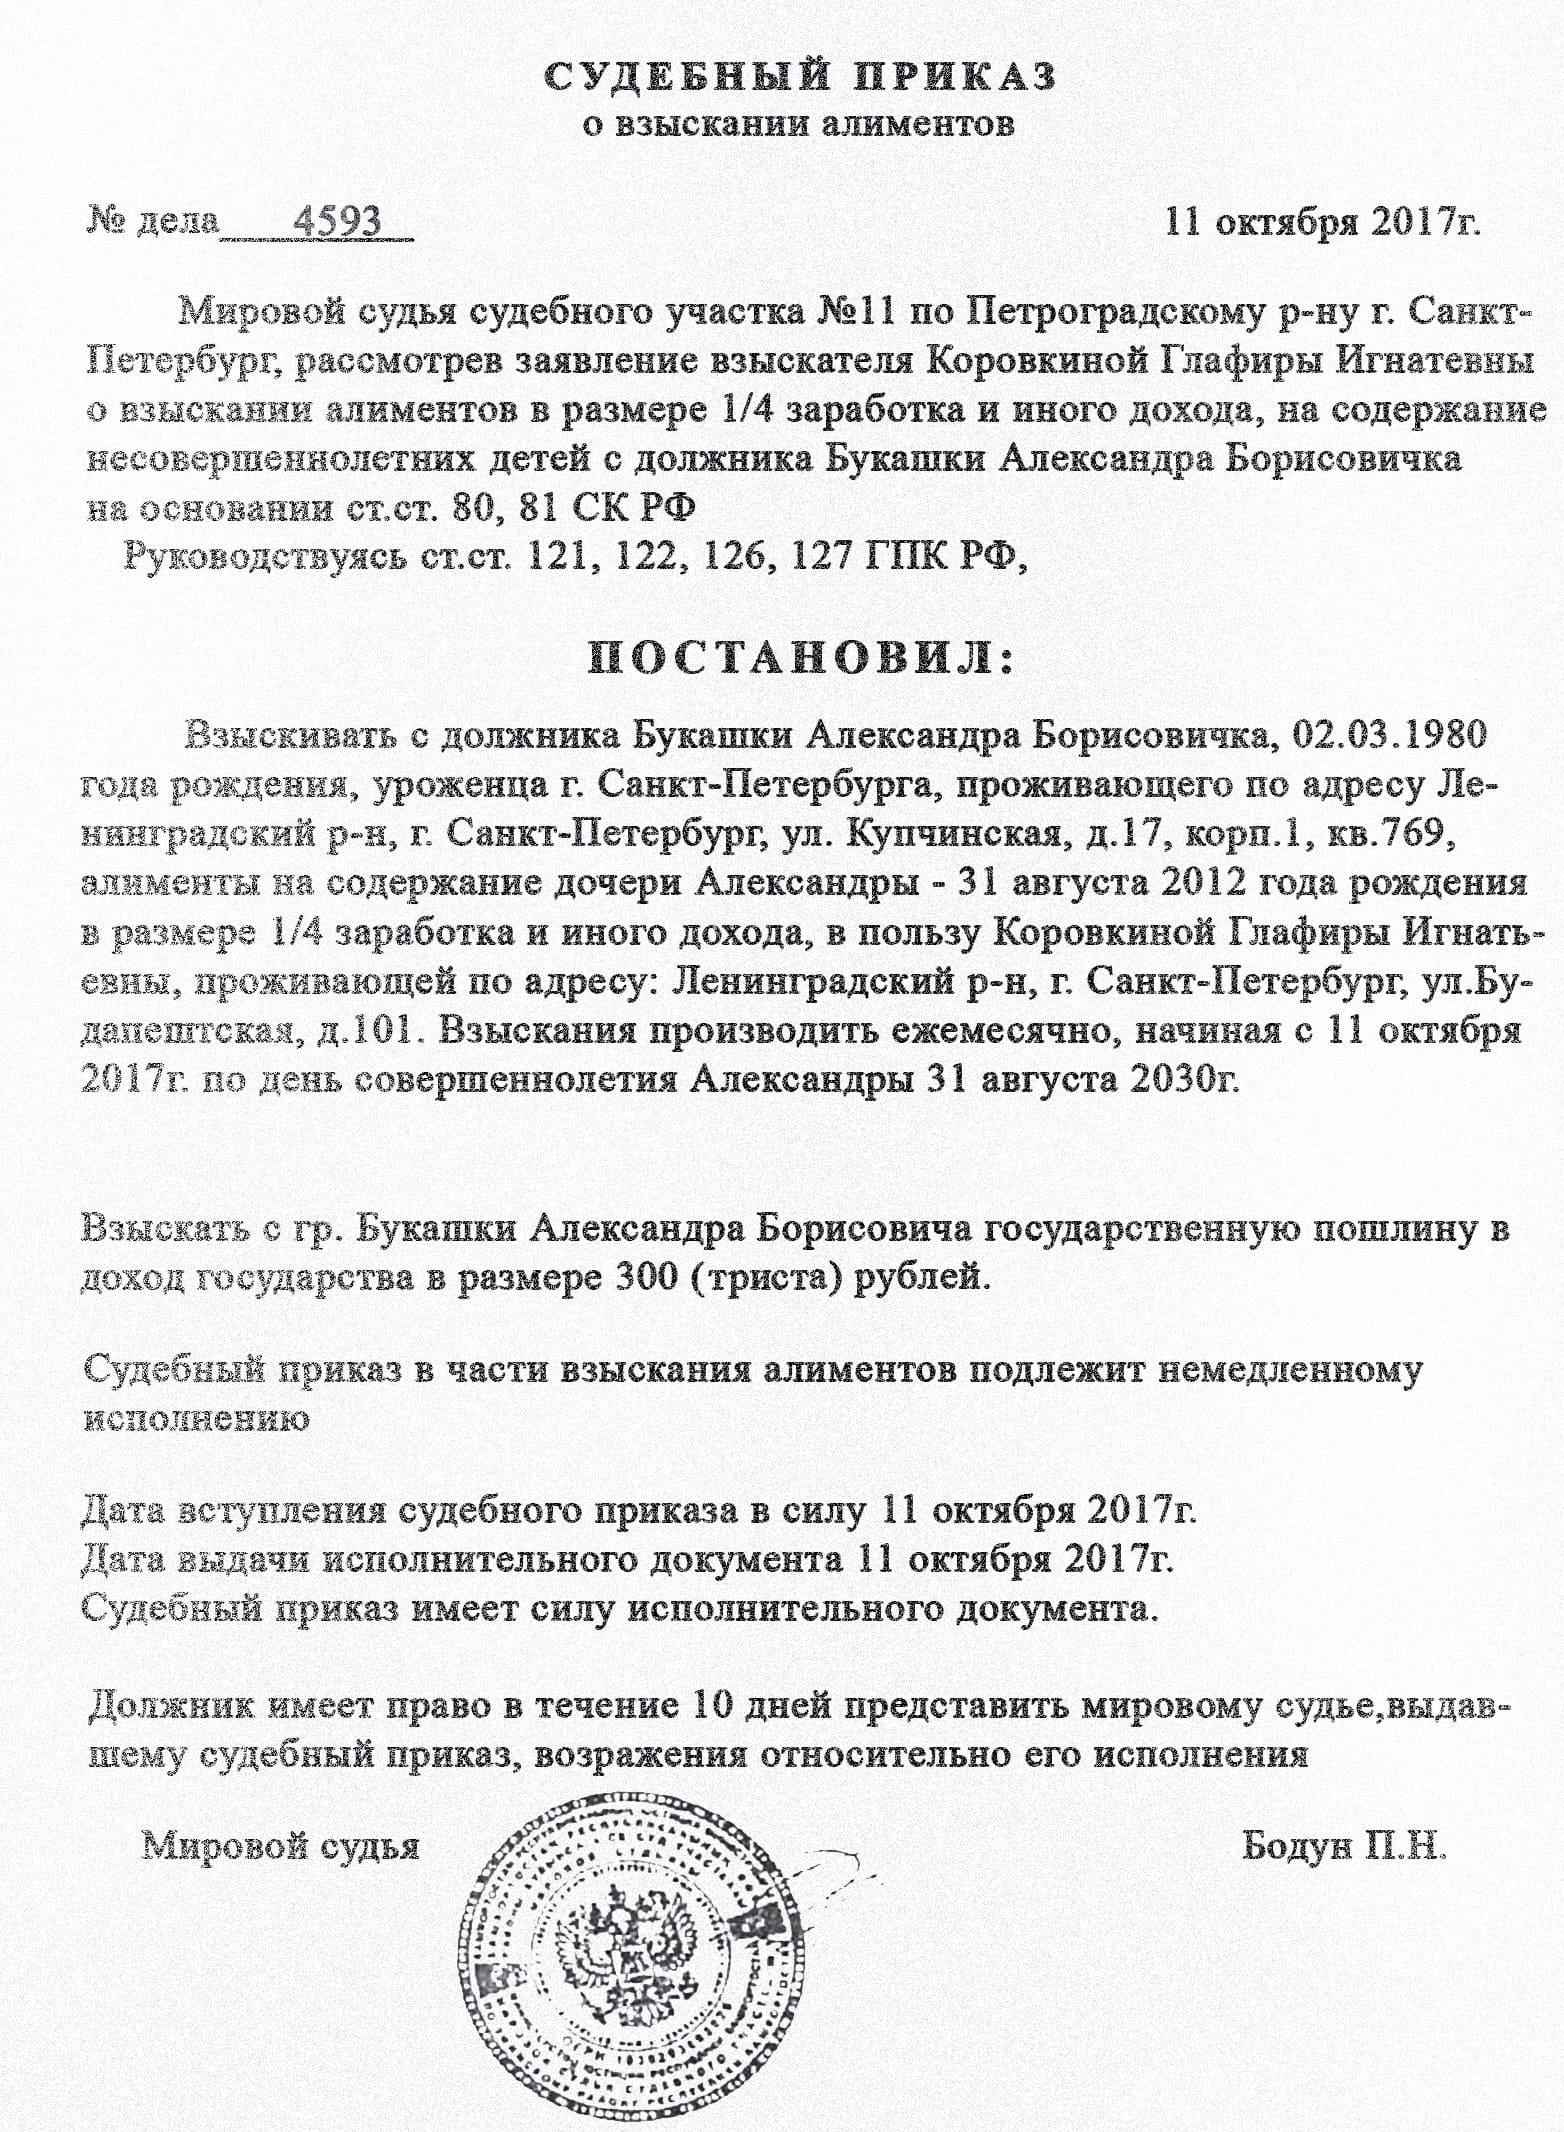 СУДЕБНЫЙ ПРИКАЗ
о взыскании алиментов
№ дела 4593
11 октября 2017г.
Мировой судья судебного участка №11 по Петроградскому р-ну г. Санкт-
Петербург, рассмотрев заявление взыскателя Коровкиной Глафиры Игнатевны
о взыскании алиментов в размере 1/4 заработка и иного дохода, на содержание
несовершеннолетних детей с должника Букашки Александра Борисовичка
на основании ст.ст. 80, 81 СК РФ
Руководствуясь ст.ст. 121, 122, 126, 127 ГПК РФ,
ПОСТАНОВИЛ:
Взыскивать с должника Букашки Александра Борисовичка, 02.03.1980
года рождения, уроженца г. Санкт-Петербурга, проживающего по адресу Ле-
нинградский р-н, г. Санкт-Петербург, ул. Купчинская, д.17, корп.1, кв.769,
алименты на содержание дочери Александры - 31 августа 2012 года рождения
в размере 1/4 заработка и иного дохода, в пользу Коровкиной Глафиры Игнать-
евны, проживающей по адресу: Ленинградский р-н, г. Санкт-Петербург, ул.Бу-
дапештская, д.101. Взыскания производить ежемесячно, начиная с 11 октября
2017г. по день совершеннолетия Александры 31 августа 2030г.
Взыскать с гр. Букашки Александра Борисовича государственную пошлину в
доход государства в размере 300 (триста) рублей.
Судебный приказ в части взыскания алиментов подлежит немедленному
исполнению
Дата вступления судебного приказа в силу 11 октября 2017г.
Дата выдачи исполнительного документа 11 октября 2017г.
Судебный приказ имеет силу исполнительного документа.
Должник имеет право в течение 10 дней представить мировому судье,выдав-
шему судебный приказ, возражения относительно его исполнения
Мировой судья
Бодун П.Н.